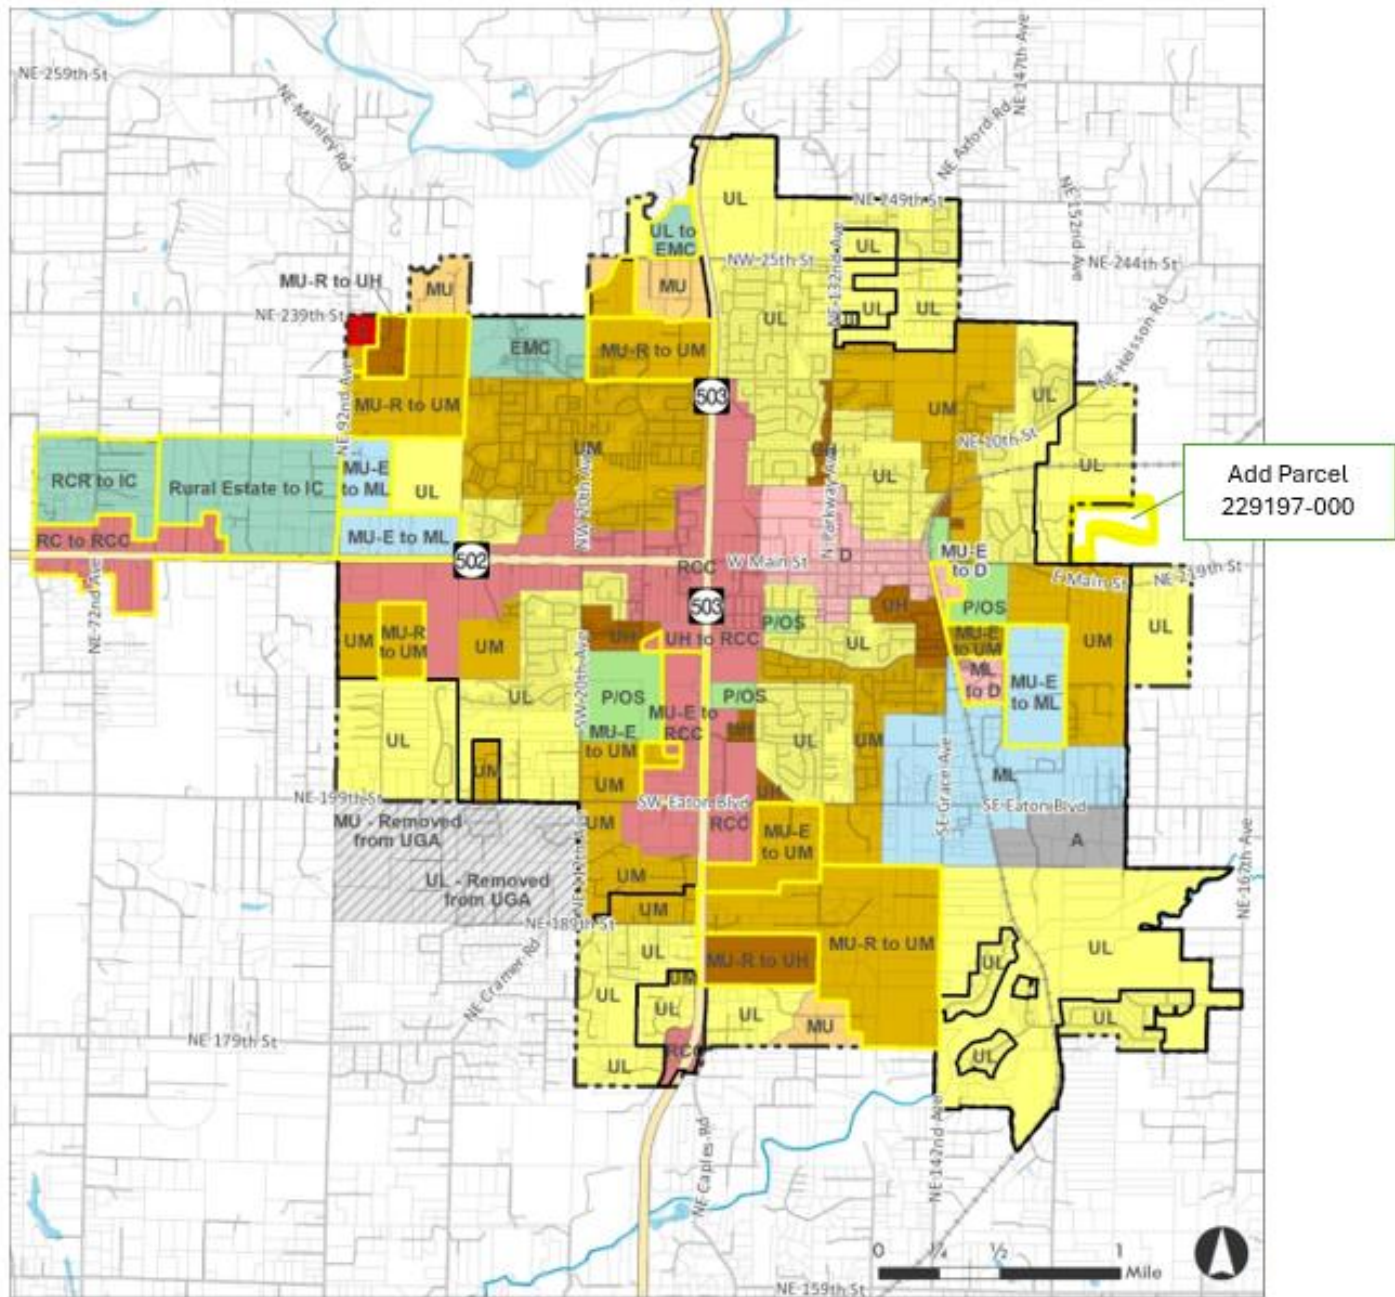 NE 259th St
NE Manley Rd
NE 147th Ave
NE Axford Rd
NE 152nd Ave
UL
NE 249th St
UL to
EMC
NW 25th St
NE 132nd Ave
UL
NE 244th St
MU-R to UH
MU
MU
UL
UL
NE 239th St
UL
NE Heisson Rd
EMC
MU-R to UM
NE 92nd Ave
503
MU-R to UM
UM
UL
NE 10th St
UM
NW 20th Ave
N Parkway Ave
UL
UL
Add Parcel
229197-000
RCR to IC
Rural Estate to IC
MU-E
to ML
UL
RC to RCC
MU-E to ML
502
RCC
W Main St
D
MU-E
to D
E Main St
NE 219th St
NE 72nd Ave
503
UM
MU-R
to UM
UM
UH
UH to RCC
P/OS
UL
UH
P/OS
MU-E
to UM
UM
UL
ML
to D
MU-E
to ML
UL
SW 20th Ave
P/OS
P/OS
MU-E to
RCC
MU-E
to UM
UL
UH
UL
UM
UM
UM
SE Grace Ave
ML
NE 199th St
UH
SW Eaton Blvd
SE Eaton Blvd
MU - Removed
from UGA
UM
RCC
MU-E
to UM
A
NE 167th Ave
NE 112th Ave
UL - Removed
from UGA
UM
UM
NE 189th St
MU-R to UM
UL
UL
MU-R to UH
UL
NE Cramer Rd
UM
UL
UL
UL
MU
UL
NE 179th St
RCC
UL
UL
NE 142nd Ave
NE Caples Rd
0 ¼ ½ 1
Mile
NE 159th St